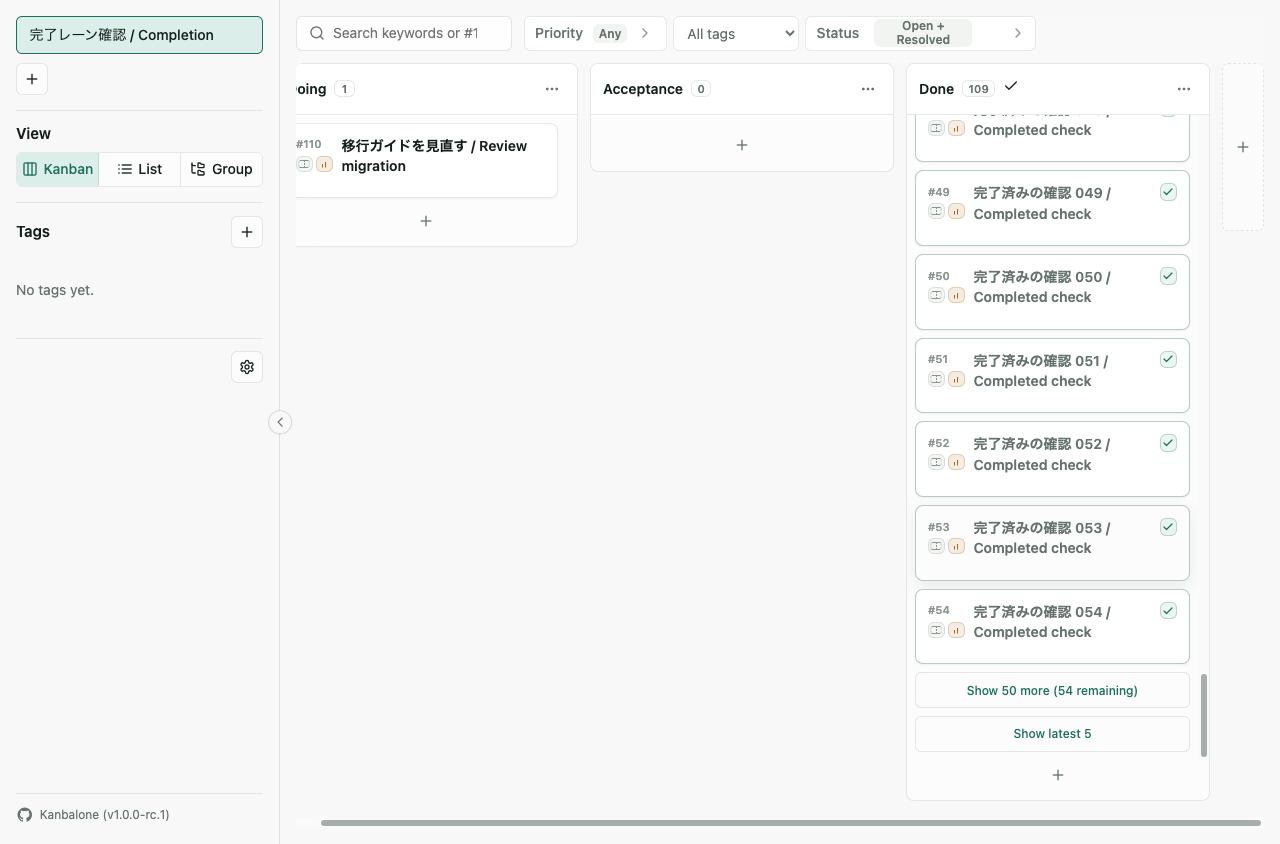 完了レーン確認 / Completion
View
Kanban
List
Group
Tags
No tags yet.
Kanbalone (v1.0.0-rc.1)
Search keywords or #1
Priority
Any
All tags
Status
Open +
Resolved
oing
1
#110
移行ガイドを見直す / Review
migration
Acceptance
0
Done
109
Completed check
#49
完了済みの確認 049 /
Completed check
#50
完了済みの確認 050 /
Completed check
#51
完了済みの確認 051 /
Completed check
#52
完了済みの確認 052 /
Completed check
#53
完了済みの確認 053 /
Completed check
#54
完了済みの確認 054 /
Completed check
Show 50 more (54 remaining)
Show latest 5